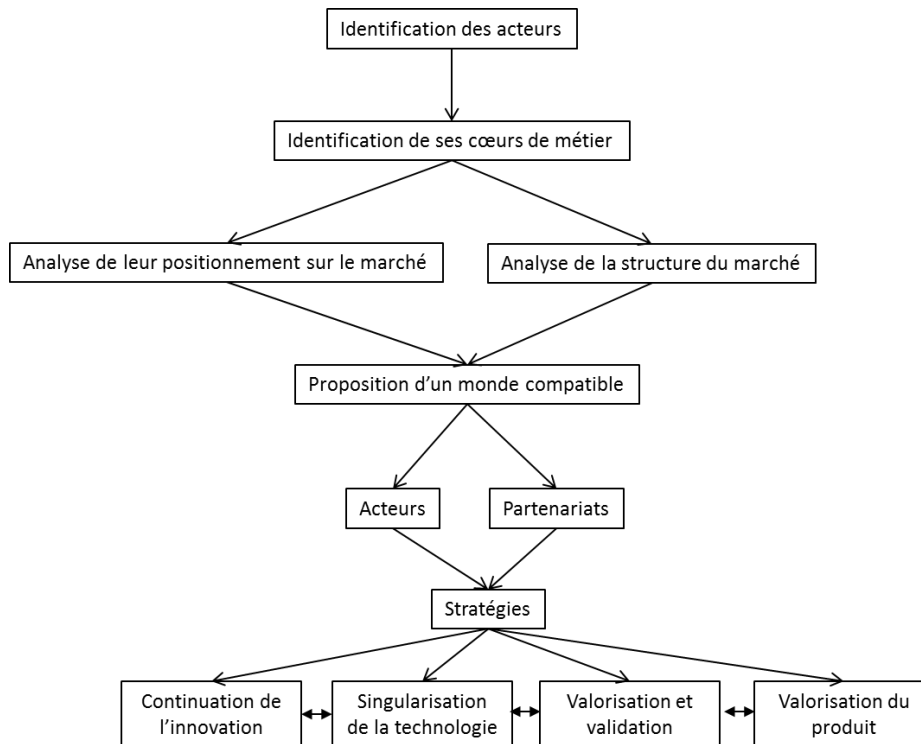 Identification des acteurs
Identification de ses cœurs de métier
Analyse de leur positionnement sur le marché
Analyse de la structure du marché
Proposition d’un monde compatible
Acteurs
Partenariats
Stratégies
Continuation de
l’innovation
Singularisation
de la technologie
Valorisation et
validation
Valorisation du
produit